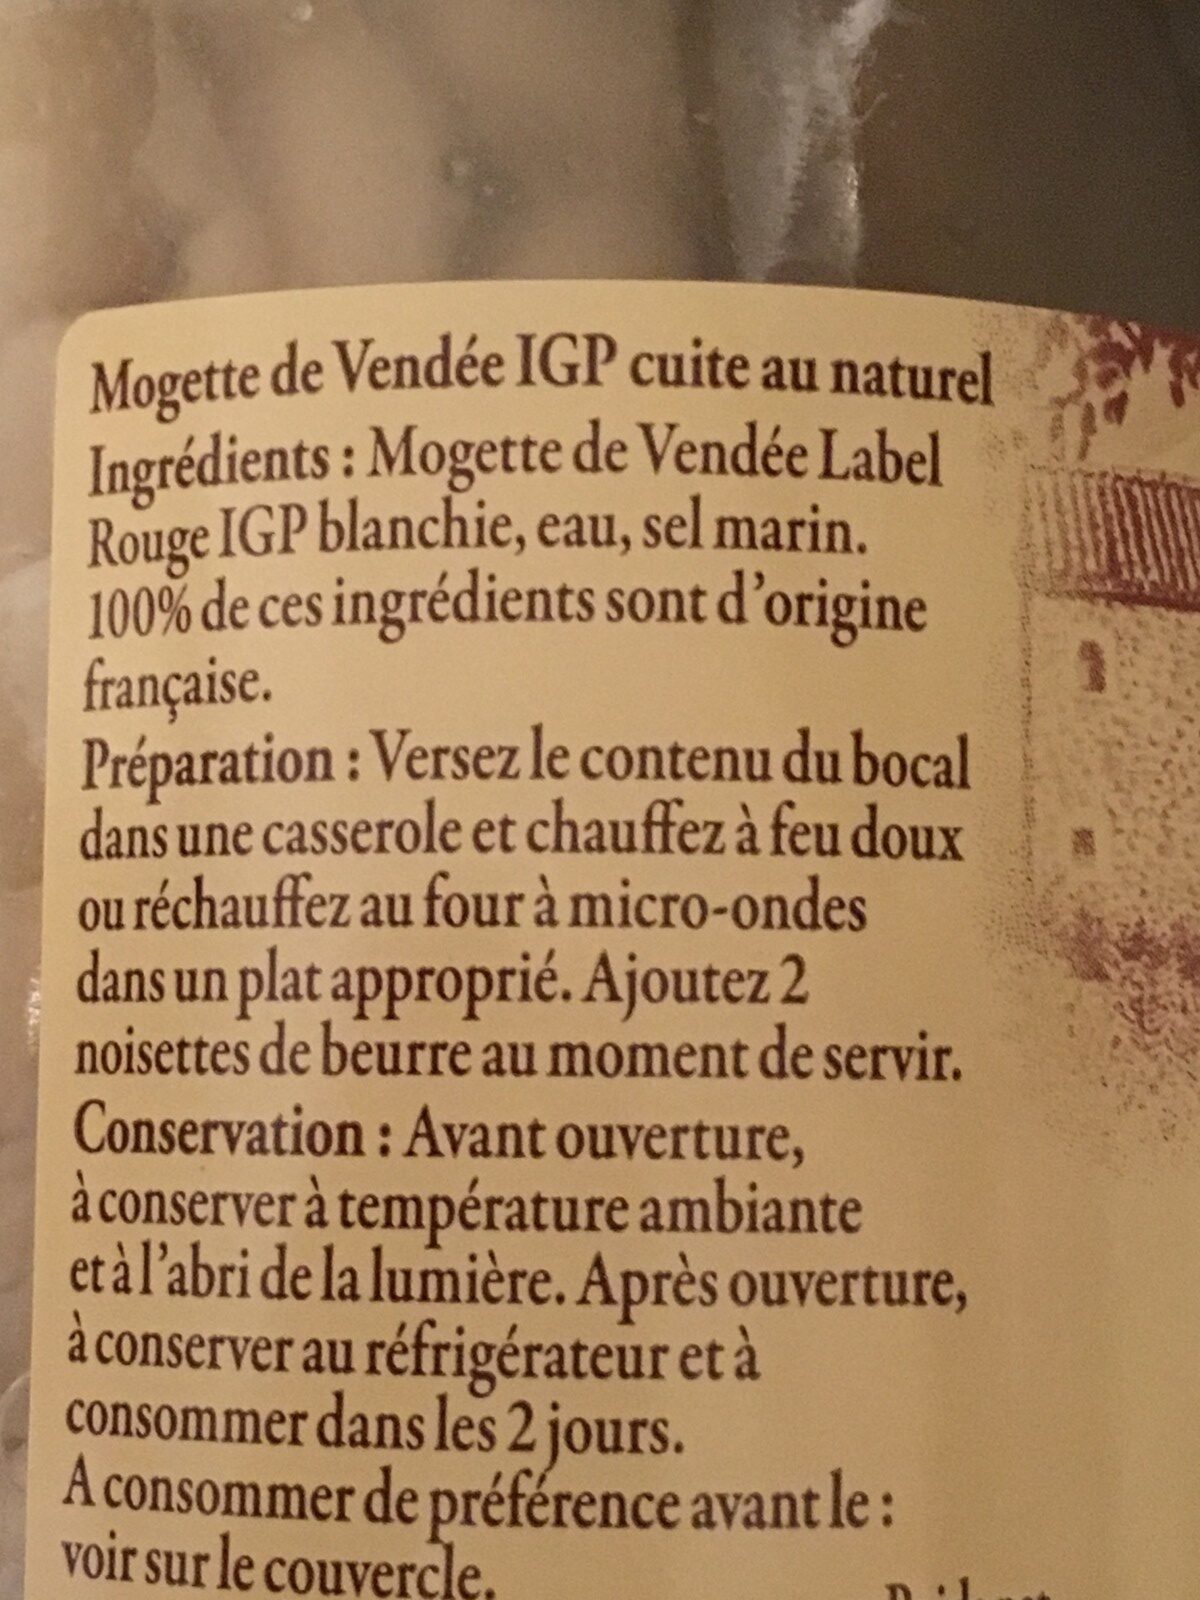 Mogette de Vendée IGP cuite au naturel
Ingrédients : Mogette de Vendée Label
Rouge IGP blanchie, eau, sel marin.
100% de ces ingrédients sont d'origine
française.
Préparation : Versez le contenu du bocal
dans une casserole et chauffez à feu doux
ou réchauffez au four à micro-ondes
dans un plat approprié. Ajoutez 2
noisettes de beurre au moment de servir.
Conservation : Avant ouverture,
à conserver à température ambiante
et à l'abri de la lumière. Après ouverture,
à conserver au réfrigérateur et à
consommer dans les 2 jours.
A consommer de préférence avant le :
voir sur le couvercle.